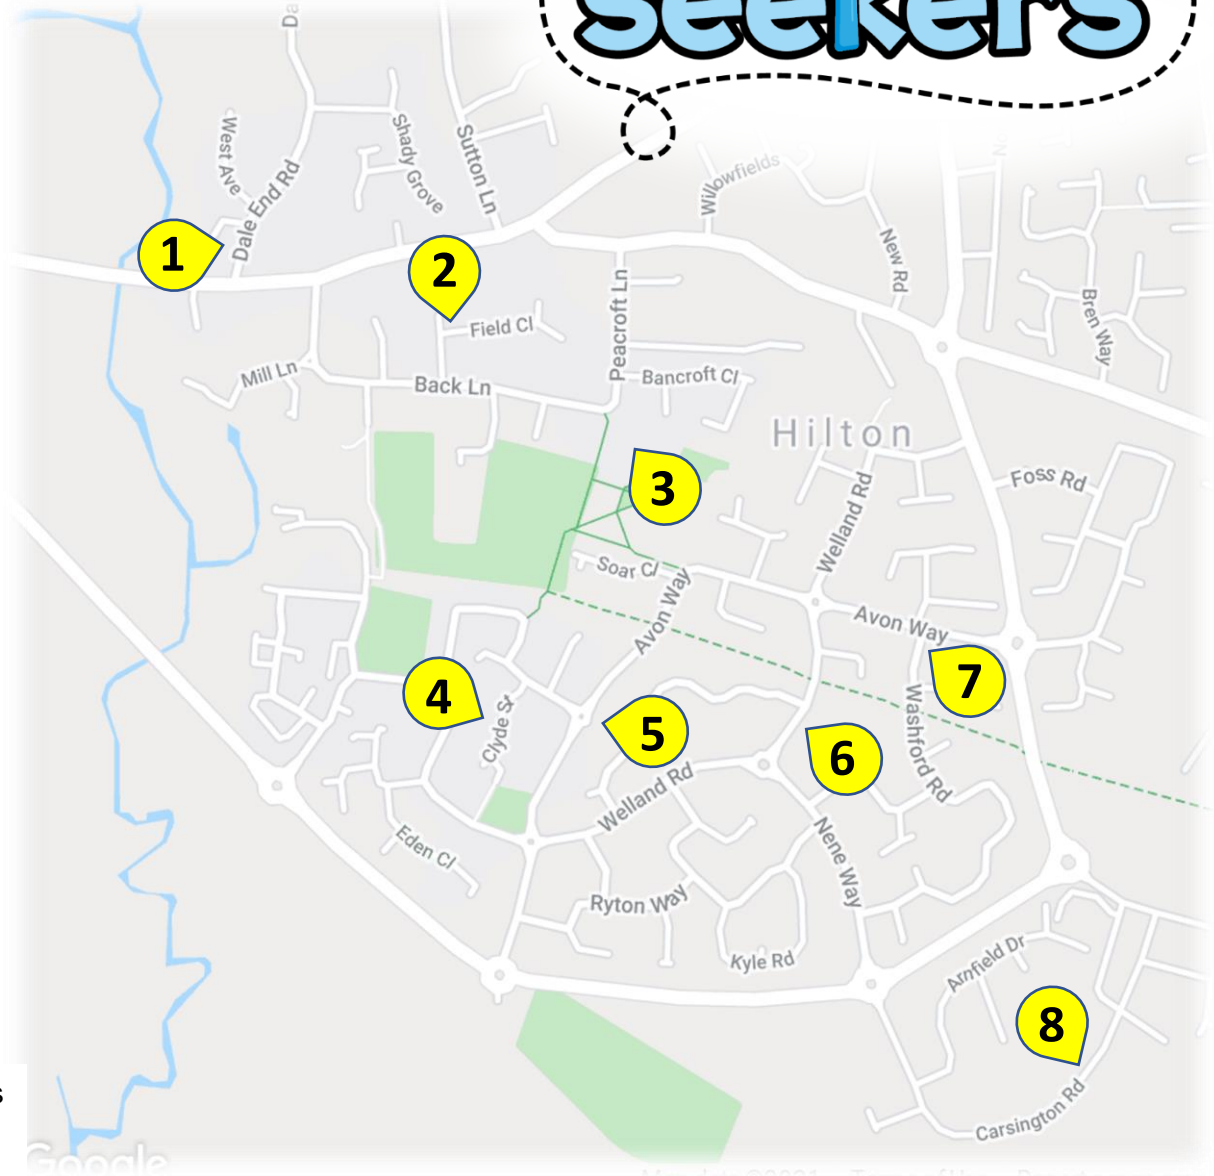 seekers
Da
West Ave
Dale End Rd
Shady Grove
Sutton Ln
Willowfields
New Rd
N
Bren Way
1
2
Field Cl
Peacroft Ln
Mill Ln
Back Ln
Bancroft Cl
Hilton
3
Foss Rd
Welland Rd
Soar Cl
Avon Way
Avon Way
4
Clyde St
5
6
7
Washford Rd
Welland Rd
Nene Way
Eden Cl
Ryton Way
Kyle Rd
Arnfield Dr
8
Carsington Rd
s
Google